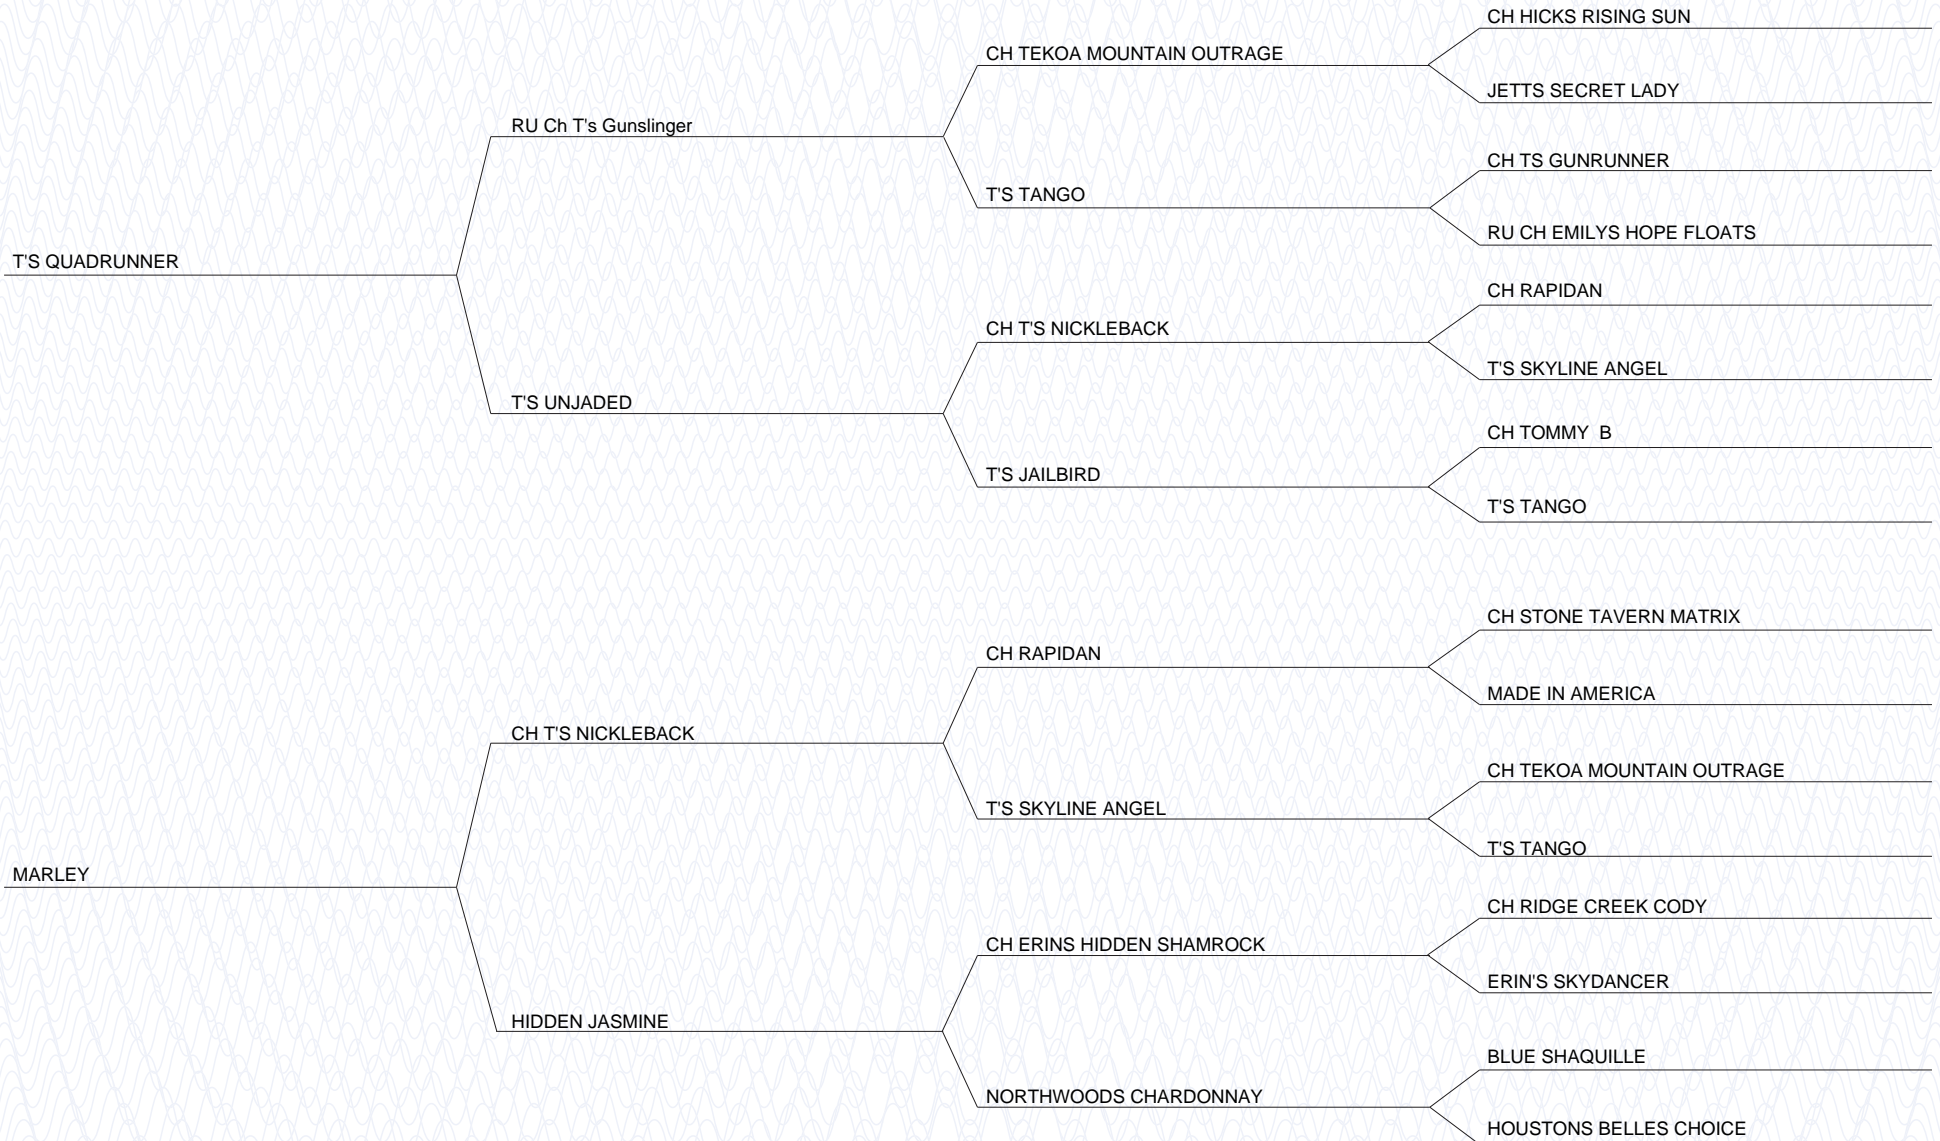 CH HICKS RISING SUN
CH TEKOA MOUNTAIN OUTRAGE
JETTS SECRET LADY
RU Ch T's Gunslinger
CH TS GUNRUNNER
T'S TANGO
RU CH EMILYS HOPE FLOATS
T'S QUADRUNNER
CH RAPIDAN
CH T'S NICKLEBACK
T'S SKYLINE ANGEL
T'S UNJADED
CH TOMMY  B
T'S JAILBIRD
T'S TANGO
CH STONE TAVERN MATRIX
CH RAPIDAN
MADE IN AMERICA
CH T'S NICKLEBACK
CH TEKOA MOUNTAIN OUTRAGE
T'S SKYLINE ANGEL
T'S TANGO
MARLEY
CH RIDGE CREEK CODY
CH ERINS HIDDEN SHAMROCK
ERIN'S SKYDANCER
HIDDEN JASMINE
BLUE SHAQUILLE
NORTHWOODS CHARDONNAY
HOUSTONS BELLES CHOICE